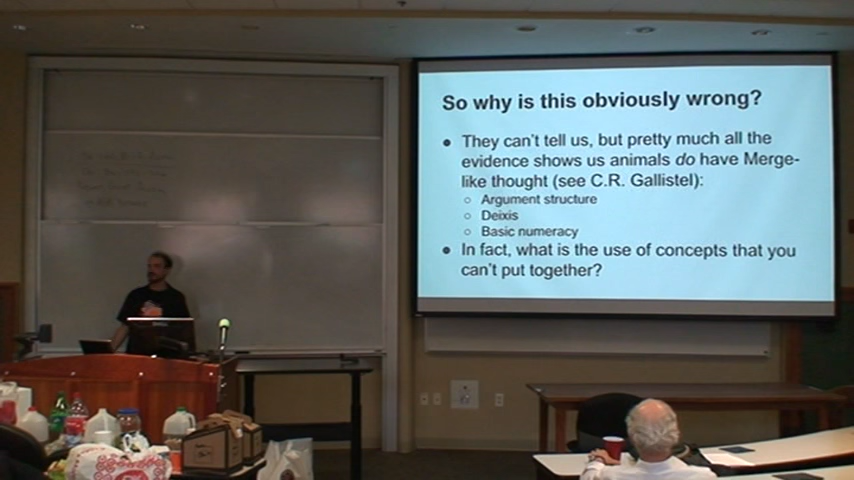 So why is this obviously wrong?
● They can't tell us, but pretty much all the
evidence shows us animals do have Merge-
like thought (see C.R. Gallistel):
○ Argument structure
○ Deixis
○ Basic numeracy
● In fact, what is the use of concepts that you
can't put together?